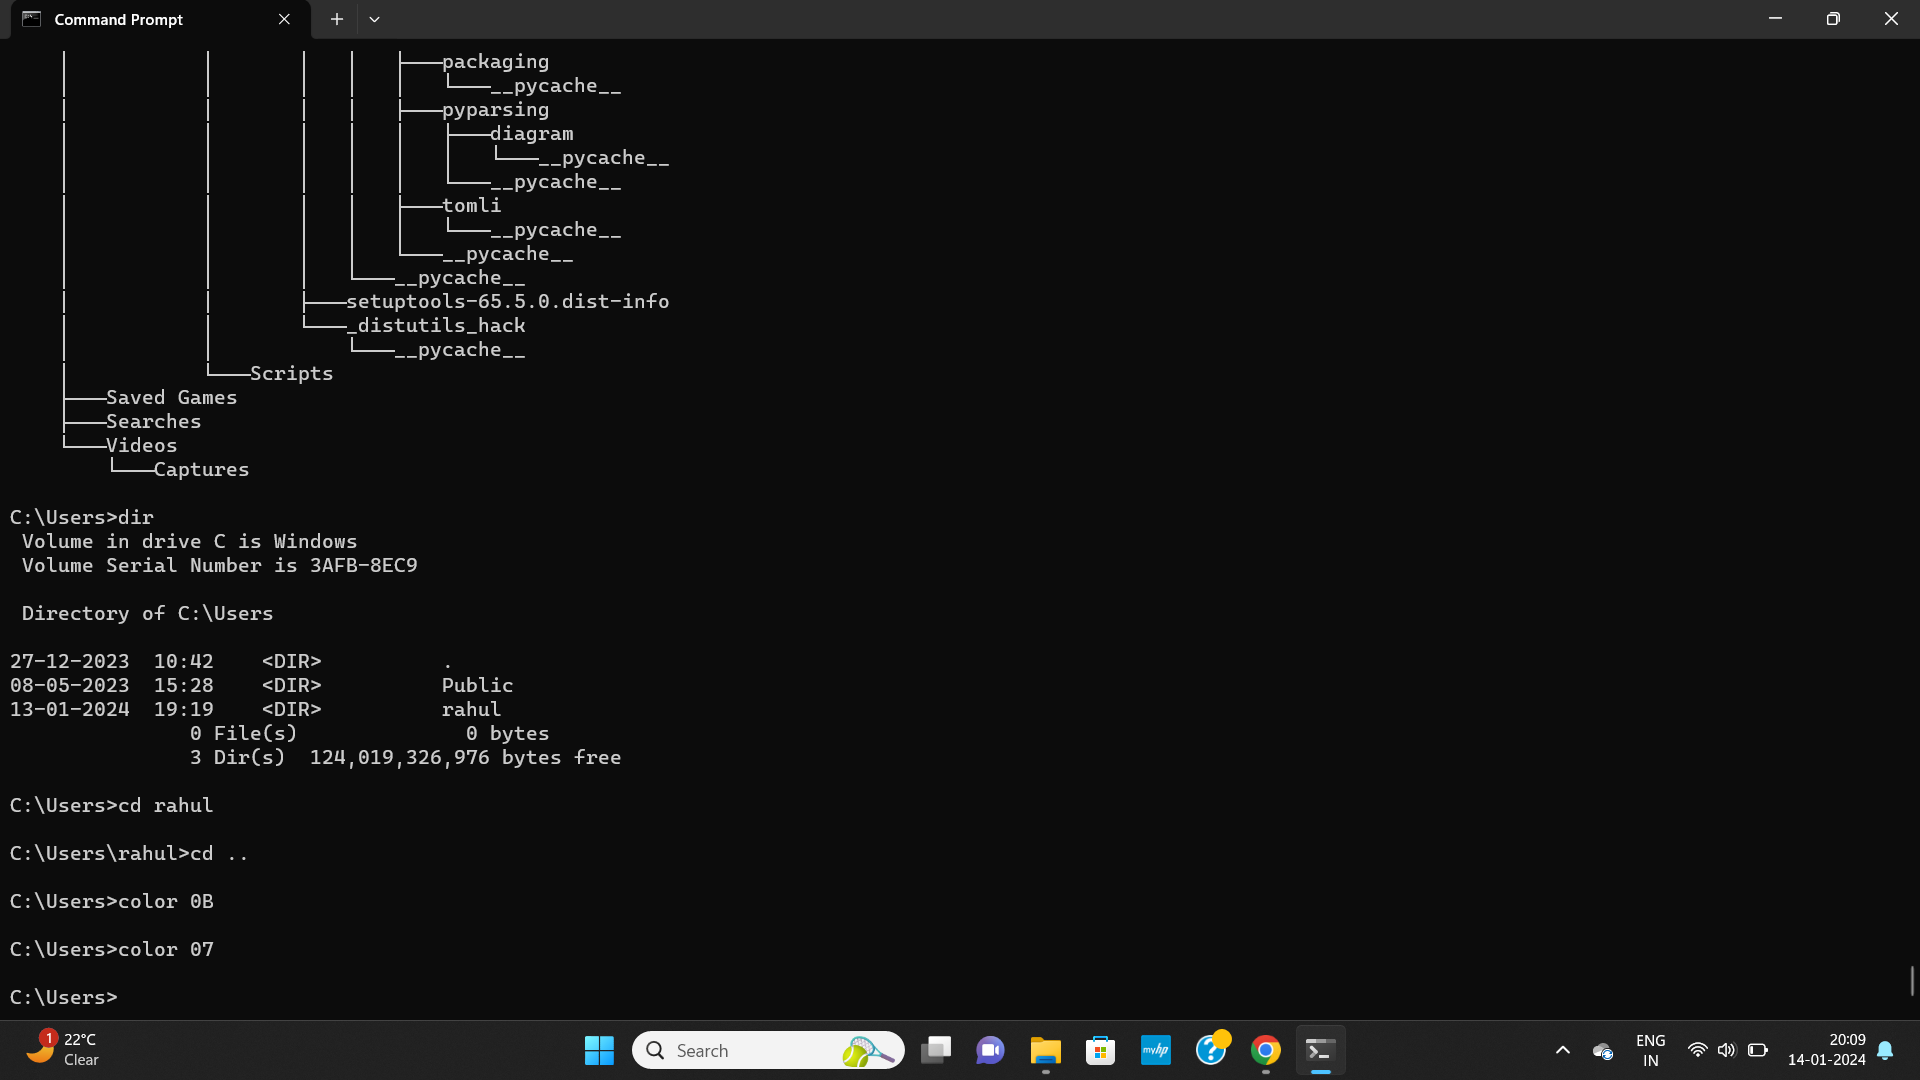 Command Prompt
packaging
__pycache__
pyparsing
diagram
__pycache__
__pycache__
tomli
__pycache__
__pycache__
__pycache__
setuptools-65.5.0.dist-info
_distutils_hack
__pycache__
Scripts
Saved Games
Searches
Videos
Captures
C:\Users>dir
Volume in drive C is Windows
Volume Serial Number is 3AFB-8EC9
Directory of C:\Users
27-12-2023  10:42    <DIR>          .
08-05-2023  15:28    <DIR>          Public
13-01-2024  19:19    <DIR>          rahul
0 File(s)              0 bytes
3 Dir(s)  124,019,326,976 bytes free
C:\Users>cd rahul
C:\Users\rahul>cd ..
C:\Users>color 0B
C:\Users>color 07
C:\Users>
1
22°C
Clear
Search
myhp
ENG
IN
20:09
14-01-2024